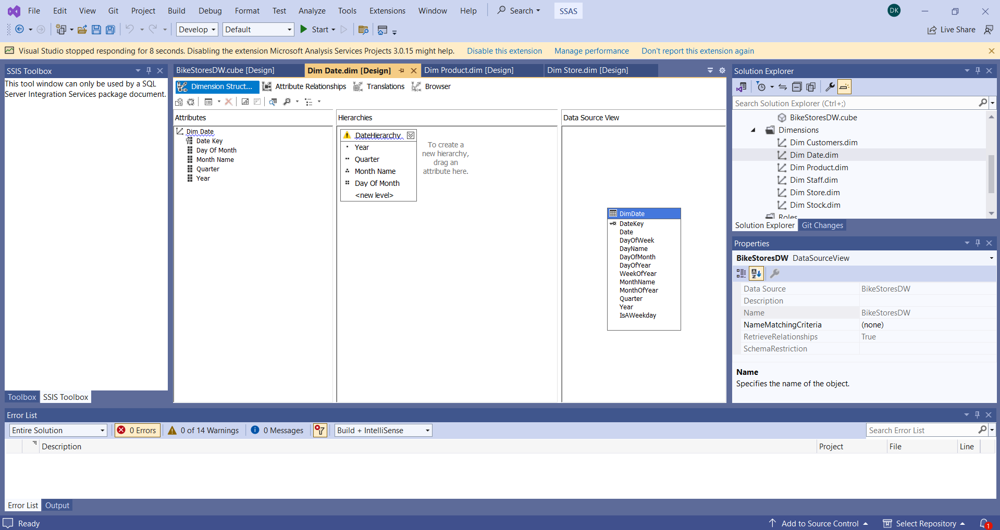 File Edit View Git Project Build Debug Format Test Analyze Tools Extensions Window Help Search SSAS DK
Develop Default Start Live Share
Visual Studio stopped responding for 8 seconds. Disabling the extension Microsoft Analysis Services Projects 3.0.15 might help. Disable this extension Manage performance Don't report this extension again
SSIS Toolbox
This tool window can only be used by a SQL
Server Integration Services package document.
Toolbox SSIS Toolbox
BikeStoresDW.cube [Design] Dim Date.dim [Design] Dim Product.dim [Design] Dim Store.dim [Design]
Dimension Struct... Attribute Relationships Translations Browser
Attributes
Dim Date
Date Key
Day Of Month
Month Name
Quarter
Year
Hierarchies
DateHierarchy
Year
Quarter
Month Name
Day Of Month
<new level>
To create a
new hierarchy,
drag an
attribute here.
Data Source View
DimDate
DateKey
Date
DayOfWeek
DayName
DayOfMonth
DayOfYear
WeekOfYear
MonthName
MonthOfYear
Quarter
Year
IsAWeekday
Solution Explorer
Search Solution Explorer (Ctrl+;)
BikeStoresDW.cube
Dimensions
Dim Customers.dim
Dim Date.dim
Dim Product.dim
Dim Staff.dim
Dim Store.dim
Dim Stock.dim
Roles
Solution Explorer Git Changes
Properties
BikeStoresDW DataSourceView
Data Source BikeStoresDW
Description
Name BikeStoresDW
NameMatchingCriteria (none)
RetrieveRelationships True
SchemaRestriction
Name
Specifies the name of the object.
Error List
Entire Solution 0 Errors 0 of 14 Warnings 0 Messages Build + IntelliSense Search Error List
Description Project File Line
Error List Output
Ready Add to Source Control Select Repository 1